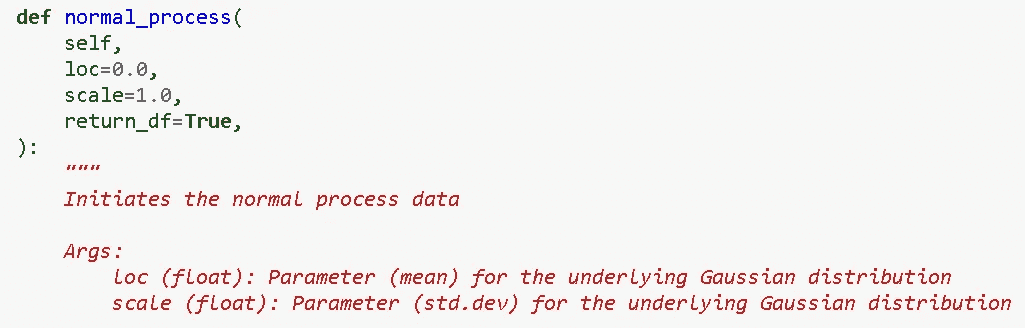 def normal_process(
    self,
    loc=0.0,
    scale=1.0,
    return_df=True,
):
    """
    Initiates the normal process data

    Args:
        loc (float): Parameter (mean) for the underlying Gaussian distribution
        scale (float): Parameter (std.dev) for the underlying Gaussian distribution